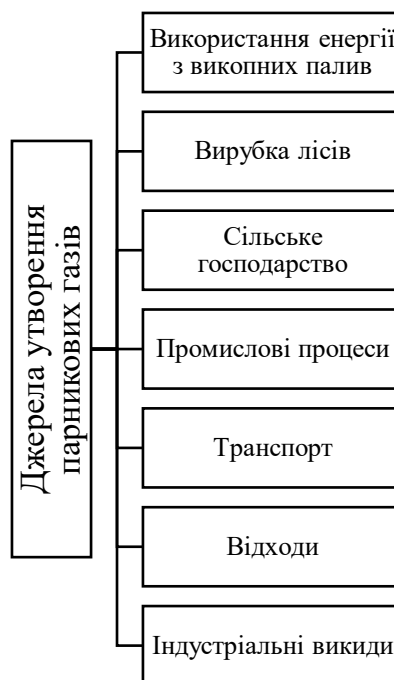 Джерела утворення
парникових газів
Використання енергії
з викопних палив
Вирубка лісів
Сільське
господарство
Промислові процеси
Транспорт
Відходи
Індустріальні викиди